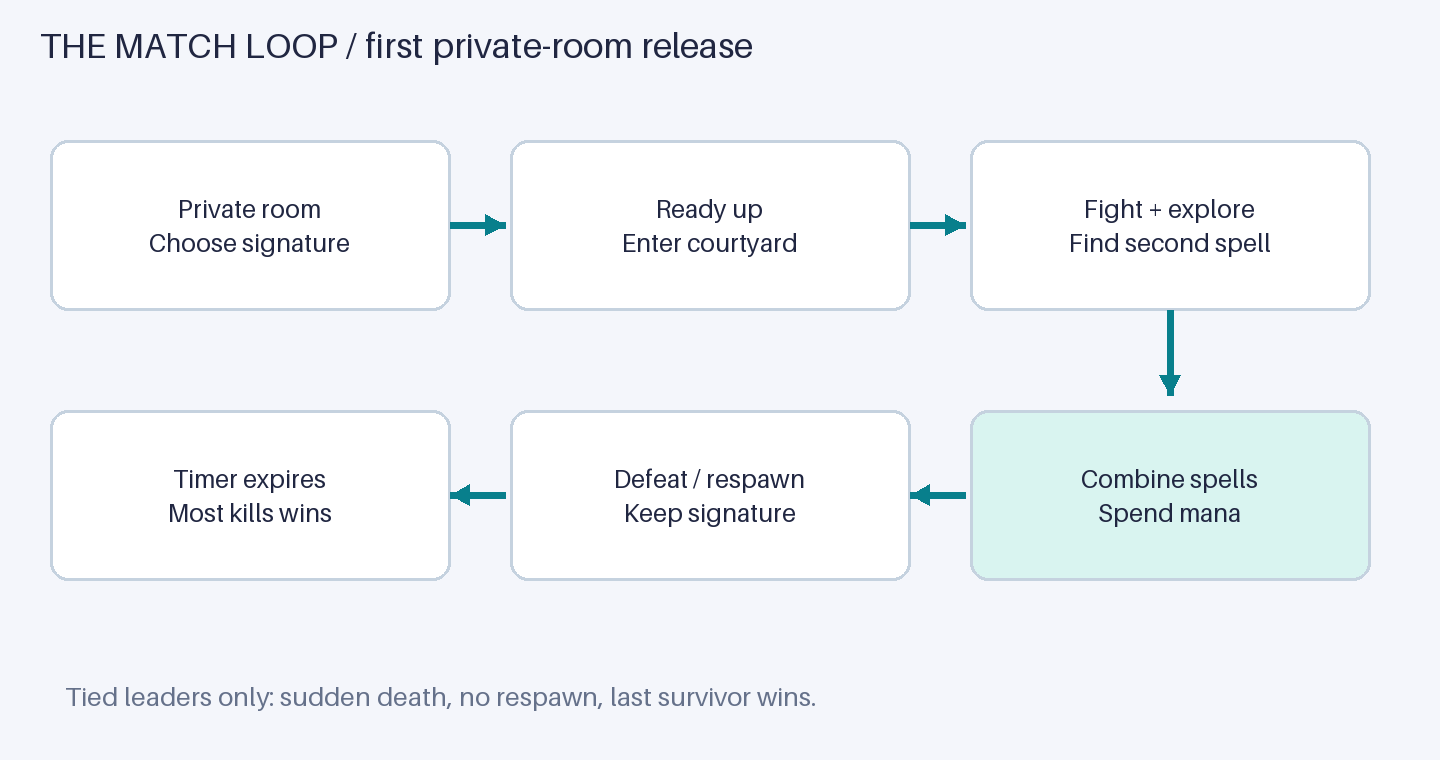 THE MATCH LOOP / first private-room release
Private room
Choose signature
Ready up
Enter courtyard
Fight + explore
Find second spell
Combine spells
Spend mana
Defeat / respawn
Keep signature
Timer expires
Most kills wins
Tied leaders only: sudden death, no respawn, last survivor wins.